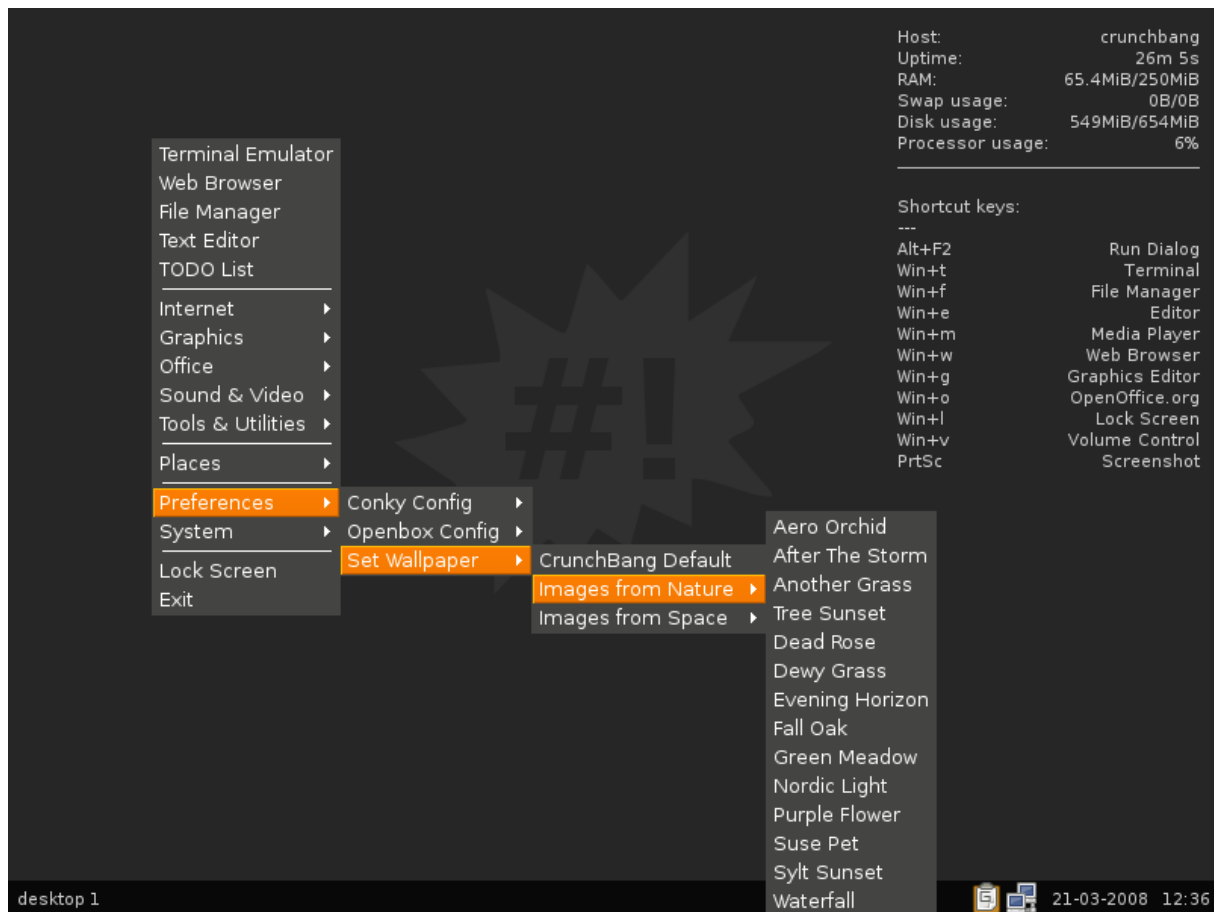 Host: crunchbang
Uptime: 26m 5s
RAM: 65.4MiB/250MiB
Swap usage: 0B/0B
Disk usage: 549MiB/654MiB
Processor usage: 6%
Shortcut keys:
---
Alt+F2 Run Dialog
Win+t Terminal
Win+f File Manager
Win+e Editor
Win+m Media Player
Win+w Web Browser
Win+g Graphics Editor
Win+o OpenOffice.org
Win+l Lock Screen
Win+v Volume Control
PrtSc Screenshot
#!
Terminal Emulator
Web Browser
File Manager
Text Editor
TODO List
Internet
Graphics
Office
Sound & Video
Tools & Utilities
Places
Preferences
System
Lock Screen
Exit
Conky Config
Openbox Config
Set Wallpaper
CrunchBang Default
Images from Nature
Images from Space
Aero Orchid
After The Storm
Another Grass
Tree Sunset
Dead Rose
Dewy Grass
Evening Horizon
Fall Oak
Green Meadow
Nordic Light
Purple Flower
Suse Pet
Sylt Sunset
Waterfall
desktop 1
21-03-2008 12:36